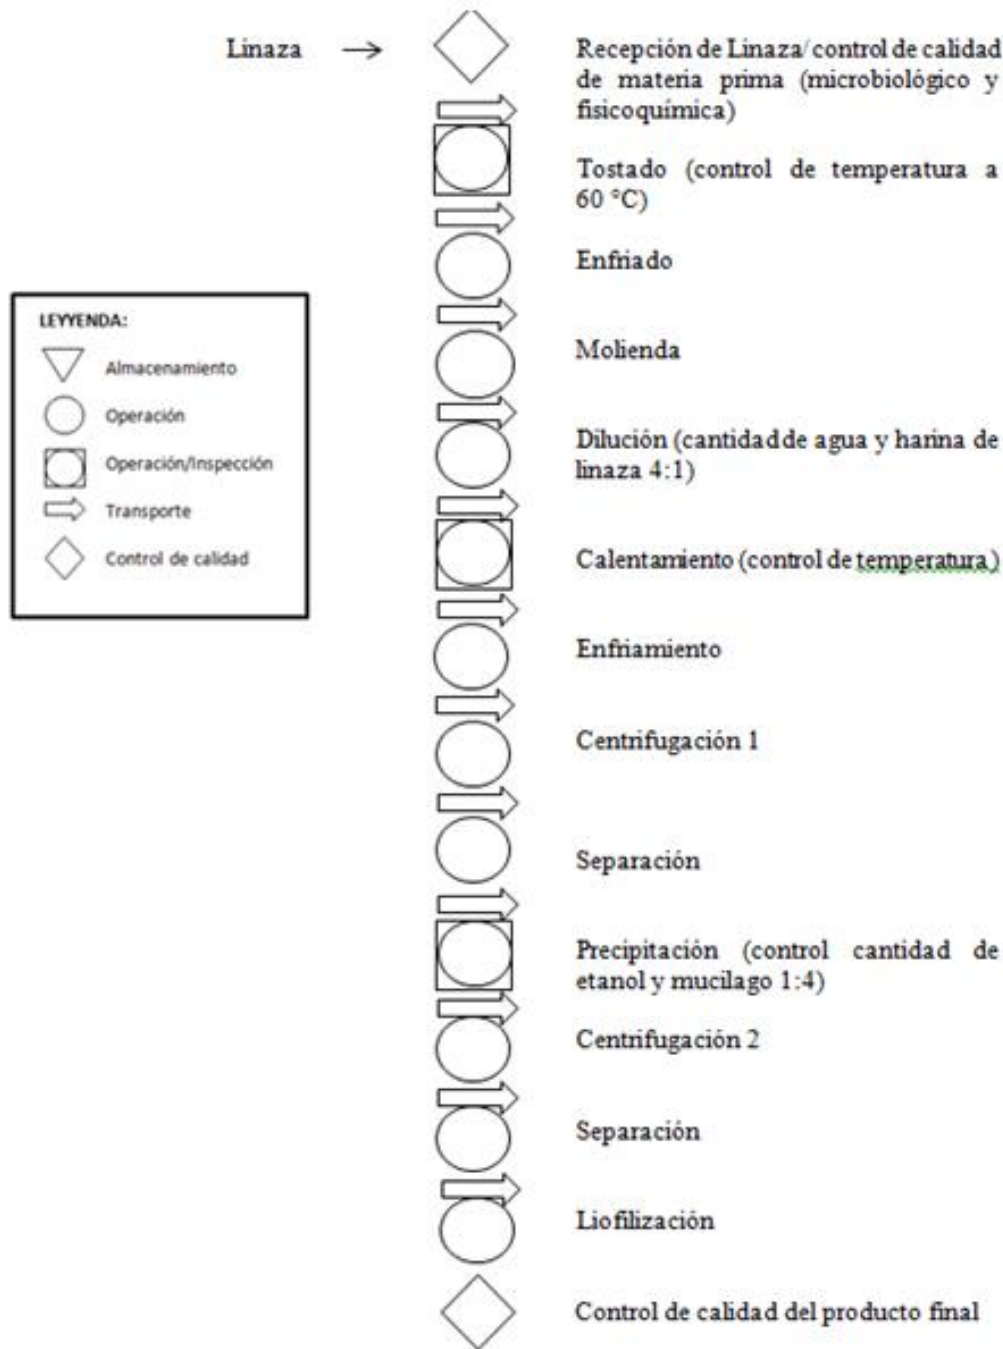 Linaza
Recepción de Linaza/ control de calidad
de materia prima (microbiológico y
fisicoquímica)
Tostado (control de temperatura a
60 °C)
Enfriado
LEYYENDA:
Almacenamiento
Operación
Operación/Inspección
Transporte
Control de calidad
Molienda
Dilución (cantidad de agua y harina de
linaza 4:1)
Calentamiento (control de temperatura)
Enfriamiento
Centrifugación 1
Separación
Precipitación (control cantidad de
etanol y mucilago 1:4)
Centrifugación 2
Separación
Liofilización
Control de calidad del producto final